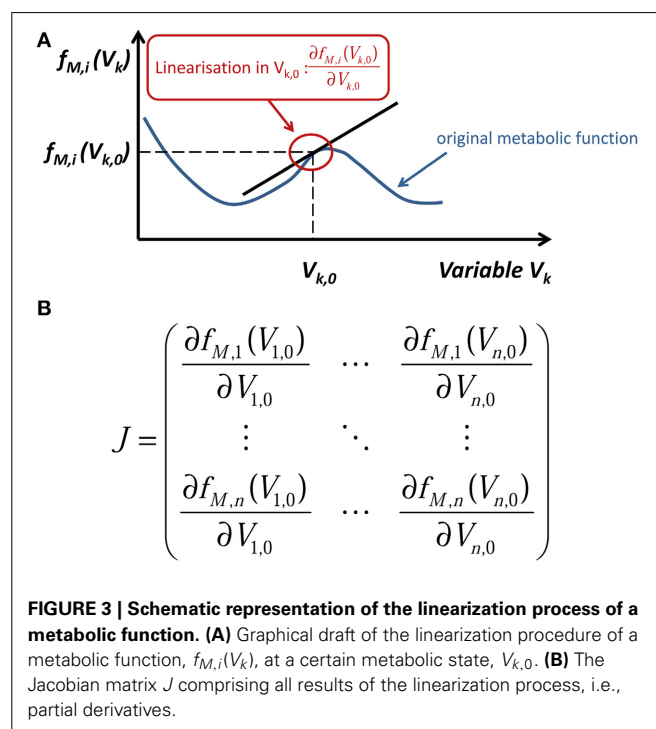 A
f_{M,i}(V_k)
Linearisation in V_{k,0}: ∂f_{M,i}(V_{k,0}) / ∂V_{k,0}
original metabolic function
f_{M,i}(V_{k,0})
V_{k,0} Variable V_k
B
J = ( ∂f_{M,1}(V_{1,0}) / ∂V_{1,0} ⋯ ∂f_{M,1}(V_{n,0}) / ∂V_{n,0}
⋮ ⋱ ⋮
∂f_{M,n}(V_{1,0}) / ∂V_{1,0} ⋯ ∂f_{M,n}(V_{n,0}) / ∂V_{n,0} )
FIGURE 3 | Schematic representation of the linearization process of a
metabolic function. (A) Graphical draft of the linearization procedure of a
metabolic function, f_{M,i}(V_k), at a certain metabolic state, V_{k,0}. (B) The
Jacobian matrix J comprising all results of the linearization process, i.e.,
partial derivatives.